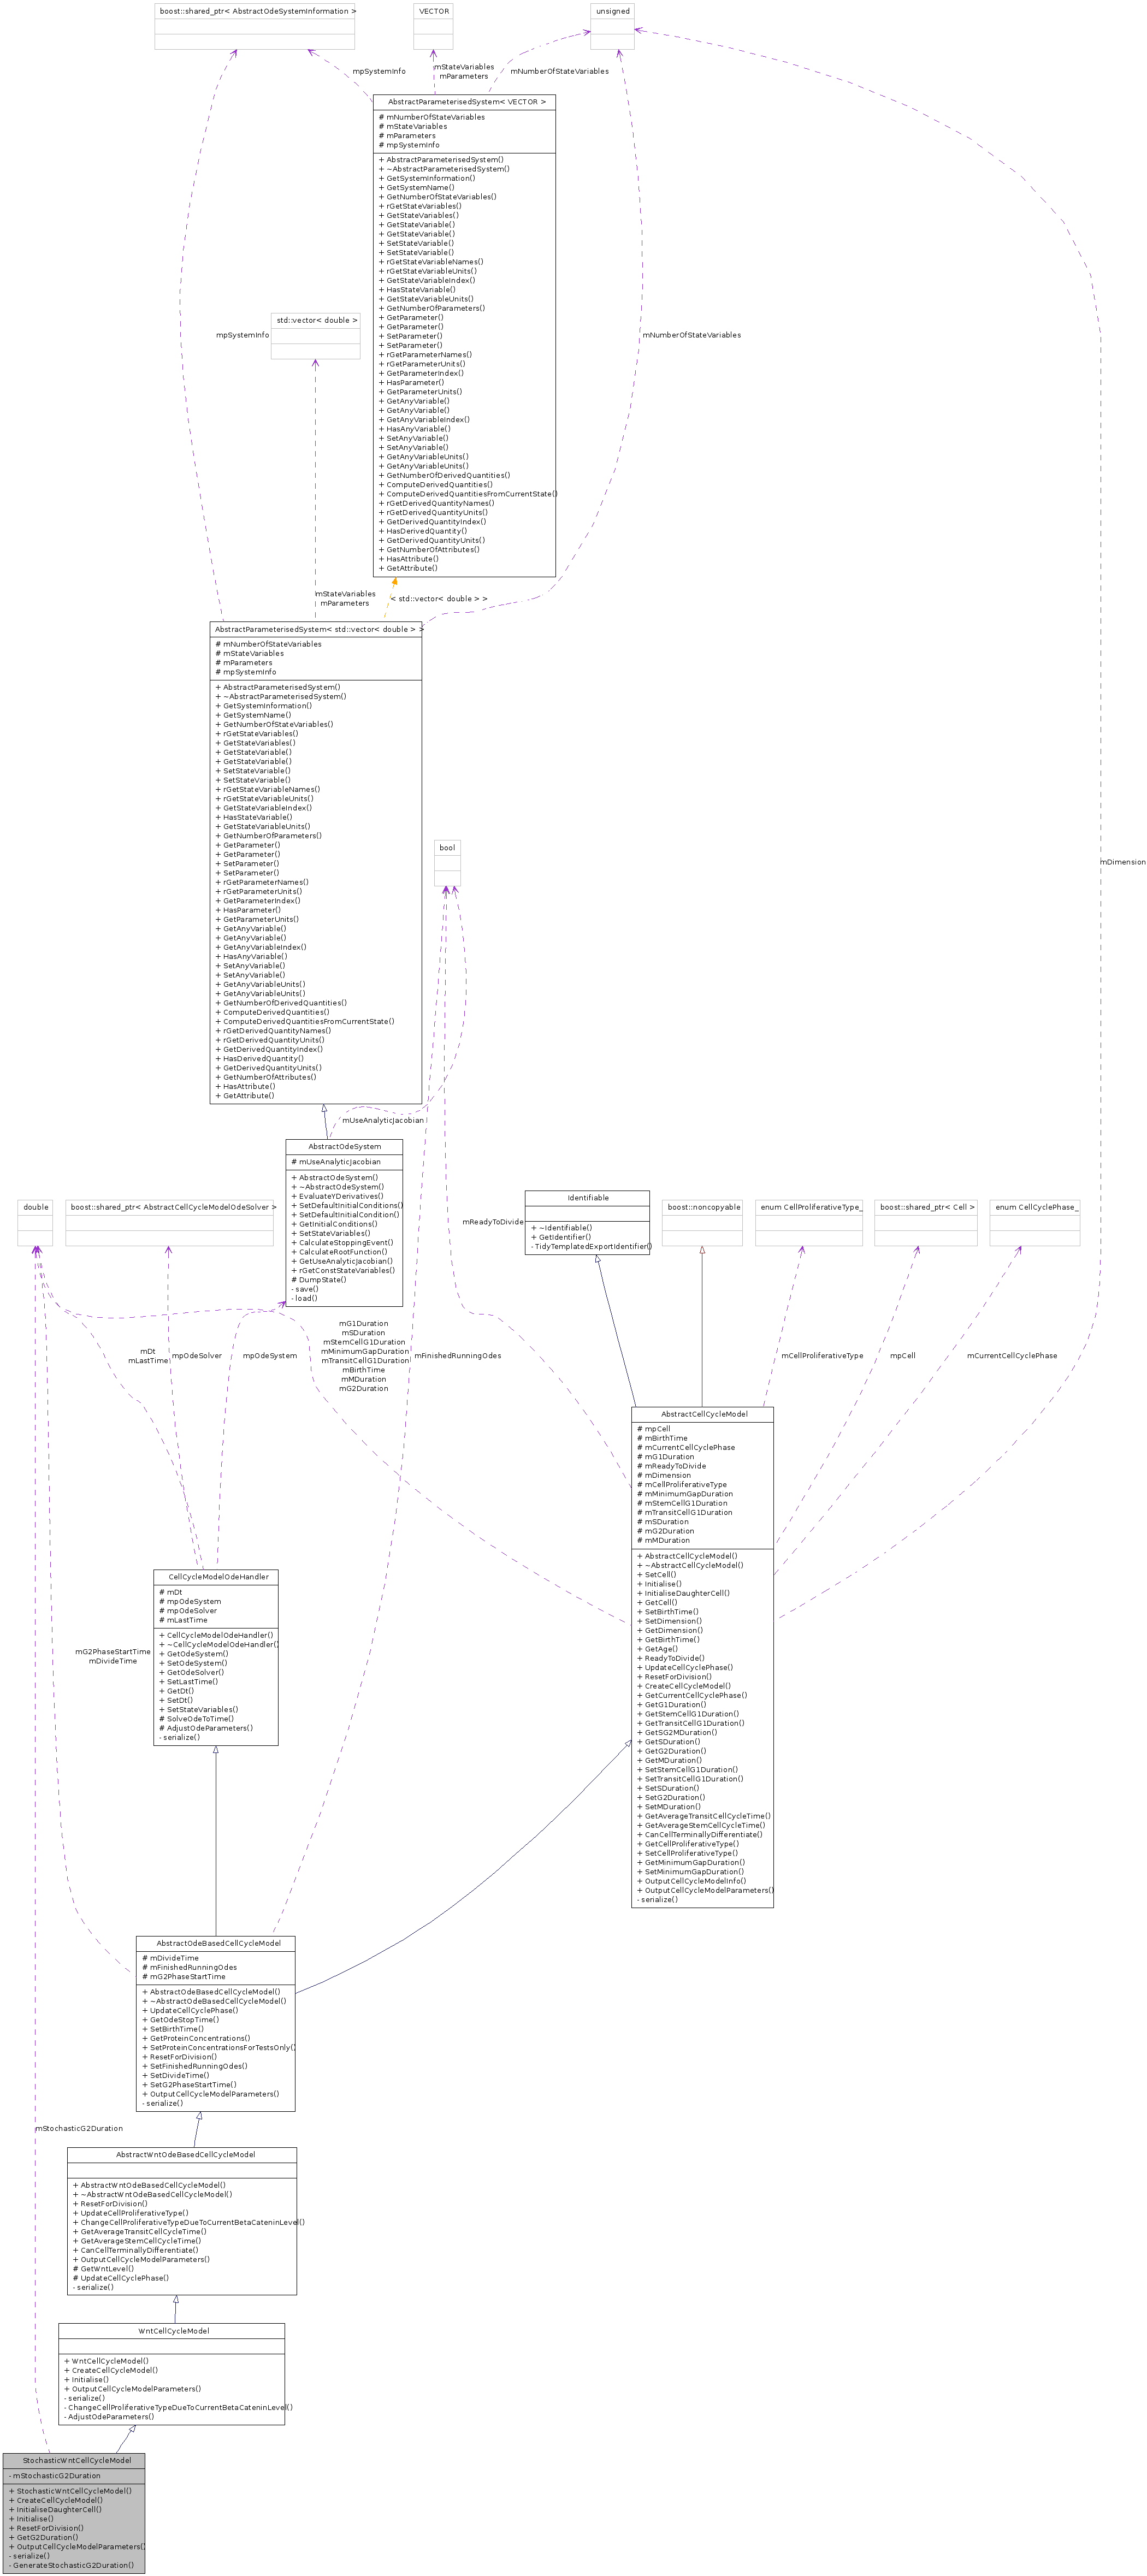 boost::shared_ptr< AbstractOdeSystemInformation >
VECTOR
unsigned
mpSystemInfo
mStateVariables
mParameters
mNumberOfStateVariables
AbstractParameterisedSystem< VECTOR >
# mNumberOfStateVariables
# mStateVariables
# mParameters
# mpSystemInfo
+ AbstractParameterisedSystem()
+ ~AbstractParameterisedSystem()
+ GetSystemInformation()
+ GetSystemName()
+ GetNumberOfStateVariables()
+ rGetStateVariables()
+ GetStateVariables()
+ GetStateVariable()
+ GetStateVariable()
+ SetStateVariable()
+ SetStateVariable()
+ rGetStateVariableNames()
+ rGetStateVariableUnits()
+ GetStateVariableIndex()
+ HasStateVariable()
+ GetStateVariableUnits()
+ GetNumberOfParameters()
+ GetParameter()
+ GetParameter()
+ SetParameter()
+ SetParameter()
+ rGetParameterNames()
+ rGetParameterUnits()
+ GetParameterIndex()
+ HasParameter()
+ GetParameterUnits()
+ GetAnyVariable()
+ GetAnyVariable()
+ GetAnyVariableIndex()
+ HasAnyVariable()
+ SetAnyVariable()
+ SetAnyVariable()
+ GetAnyVariableUnits()
+ GetAnyVariableUnits()
+ GetNumberOfDerivedQuantities()
+ ComputeDerivedQuantities()
+ ComputeDerivedQuantitiesFromCurrentState()
+ rGetDerivedQuantityNames()
+ rGetDerivedQuantityUnits()
+ GetDerivedQuantityIndex()
+ HasDerivedQuantity()
+ GetDerivedQuantityUnits()
+ GetNumberOfAttributes()
+ HasAttribute()
+ GetAttribute()
std::vector< double >
mpSystemInfo
mNumberOfStateVariables
mStateVariables
mParameters
< std::vector< double > >
AbstractParameterisedSystem< std::vector< double > >
# mNumberOfStateVariables
# mStateVariables
# mParameters
# mpSystemInfo
+ AbstractParameterisedSystem()
+ ~AbstractParameterisedSystem()
+ GetSystemInformation()
+ GetSystemName()
+ GetNumberOfStateVariables()
+ rGetStateVariables()
+ GetStateVariables()
+ GetStateVariable()
+ GetStateVariable()
+ SetStateVariable()
+ SetStateVariable()
+ rGetStateVariableNames()
+ rGetStateVariableUnits()
+ GetStateVariableIndex()
+ HasStateVariable()
+ GetStateVariableUnits()
+ GetNumberOfParameters()
+ GetParameter()
+ GetParameter()
+ SetParameter()
+ SetParameter()
+ rGetParameterNames()
+ rGetParameterUnits()
+ GetParameterIndex()
+ HasParameter()
+ GetParameterUnits()
+ GetAnyVariable()
+ GetAnyVariable()
+ GetAnyVariableIndex()
+ HasAnyVariable()
+ SetAnyVariable()
+ SetAnyVariable()
+ GetAnyVariableUnits()
+ GetAnyVariableUnits()
+ GetNumberOfDerivedQuantities()
+ ComputeDerivedQuantities()
+ ComputeDerivedQuantitiesFromCurrentState()
+ rGetDerivedQuantityNames()
+ rGetDerivedQuantityUnits()
+ GetDerivedQuantityIndex()
+ HasDerivedQuantity()
+ GetDerivedQuantityUnits()
+ GetNumberOfAttributes()
+ HasAttribute()
+ GetAttribute()
bool
mDimension
mUseAnalyticJacobian
AbstractOdeSystem
# mUseAnalyticJacobian
+ AbstractOdeSystem()
+ ~AbstractOdeSystem()
+ EvaluateYDerivatives()
+ SetDefaultInitialConditions()
+ SetDefaultInitialCondition()
+ GetInitialConditions()
+ SetStateVariables()
+ CalculateStoppingEvent()
+ CalculateRootFunction()
+ GetUseAnalyticJacobian()
+ rGetConstStateVariables()
# DumpState()
- save()
- load()
double
boost::shared_ptr< AbstractCellCycleModelOdeSolver >
mReadyToDivide
Identifiable
+ ~Identifiable()
+ GetIdentifier()
- TidyTemplatedExportIdentifier()
boost::noncopyable
enum CellProliferativeType_
boost::shared_ptr< Cell >
enum CellCyclePhase_
mDt
mLastTime
mpOdeSolver
mpOdeSystem
mG1Duration
mSDuration
mStemCellG1Duration
mMinimumGapDuration
mTransitCellG1Duration
mBirthTime
mMDuration
mG2Duration
mFinishedRunningOdes
mCellProliferativeType
mpCell
mCurrentCellCyclePhase
AbstractCellCycleModel
# mpCell
# mBirthTime
# mCurrentCellCyclePhase
# mG1Duration
# mReadyToDivide
# mDimension
# mCellProliferativeType
# mMinimumGapDuration
# mStemCellG1Duration
# mTransitCellG1Duration
# mSDuration
# mG2Duration
# mMDuration
+ AbstractCellCycleModel()
+ ~AbstractCellCycleModel()
+ SetCell()
+ Initialise()
+ InitialiseDaughterCell()
+ GetCell()
+ SetBirthTime()
+ SetDimension()
+ GetDimension()
+ GetBirthTime()
+ GetAge()
+ ReadyToDivide()
+ UpdateCellCyclePhase()
+ ResetForDivision()
+ CreateCellCycleModel()
+ GetCurrentCellCyclePhase()
+ GetG1Duration()
+ GetStemCellG1Duration()
+ GetTransitCellG1Duration()
+ GetSG2MDuration()
+ GetSDuration()
+ GetG2Duration()
+ GetMDuration()
+ SetStemCellG1Duration()
+ SetTransitCellG1Duration()
+ SetSDuration()
+ SetG2Duration()
+ SetMDuration()
+ GetAverageTransitCellCycleTime()
+ GetAverageStemCellCycleTime()
+ CanCellTerminallyDifferentiate()
+ GetCellProliferativeType()
+ SetCellProliferativeType()
+ GetMinimumGapDuration()
+ SetMinimumGapDuration()
+ OutputCellCycleModelInfo()
+ OutputCellCycleModelParameters()
- serialize()
CellCycleModelOdeHandler
# mDt
# mpOdeSystem
# mpOdeSolver
# mLastTime
+ CellCycleModelOdeHandler()
+ ~CellCycleModelOdeHandler()
+ GetOdeSystem()
+ SetOdeSystem()
+ GetOdeSolver()
+ SetLastTime()
+ GetDt()
+ SetDt()
+ SetStateVariables()
# SolveOdeToTime()
# AdjustOdeParameters()
- serialize()
mG2PhaseStartTime
mDivideTime
AbstractOdeBasedCellCycleModel
# mDivideTime
# mFinishedRunningOdes
# mG2PhaseStartTime
+ AbstractOdeBasedCellCycleModel()
+ ~AbstractOdeBasedCellCycleModel()
+ UpdateCellCyclePhase()
+ GetOdeStopTime()
+ SetBirthTime()
+ GetProteinConcentrations()
+ SetProteinConcentrationsForTestsOnly()
+ ResetForDivision()
+ SetFinishedRunningOdes()
+ SetDivideTime()
+ SetG2PhaseStartTime()
+ OutputCellCycleModelParameters()
- serialize()
mStochasticG2Duration
AbstractWntOdeBasedCellCycleModel
+ AbstractWntOdeBasedCellCycleModel()
+ ~AbstractWntOdeBasedCellCycleModel()
+ ResetForDivision()
+ UpdateCellProliferativeType()
+ ChangeCellProliferativeTypeDueToCurrentBetaCateninLevel()
+ GetAverageTransitCellCycleTime()
+ GetAverageStemCellCycleTime()
+ CanCellTerminallyDifferentiate()
+ OutputCellCycleModelParameters()
# GetWntLevel()
# UpdateCellCyclePhase()
- serialize()
WntCellCycleModel
+ WntCellCycleModel()
+ CreateCellCycleModel()
+ Initialise()
+ OutputCellCycleModelParameters()
- serialize()
- ChangeCellProliferativeTypeDueToCurrentBetaCateninLevel()
- AdjustOdeParameters()
StochasticWntCellCycleModel
- mStochasticG2Duration
+ StochasticWntCellCycleModel()
+ CreateCellCycleModel()
+ InitialiseDaughterCell()
+ Initialise()
+ ResetForDivision()
+ GetG2Duration()
+ OutputCellCycleModelParameters()
- serialize()
- GenerateStochasticG2Duration()